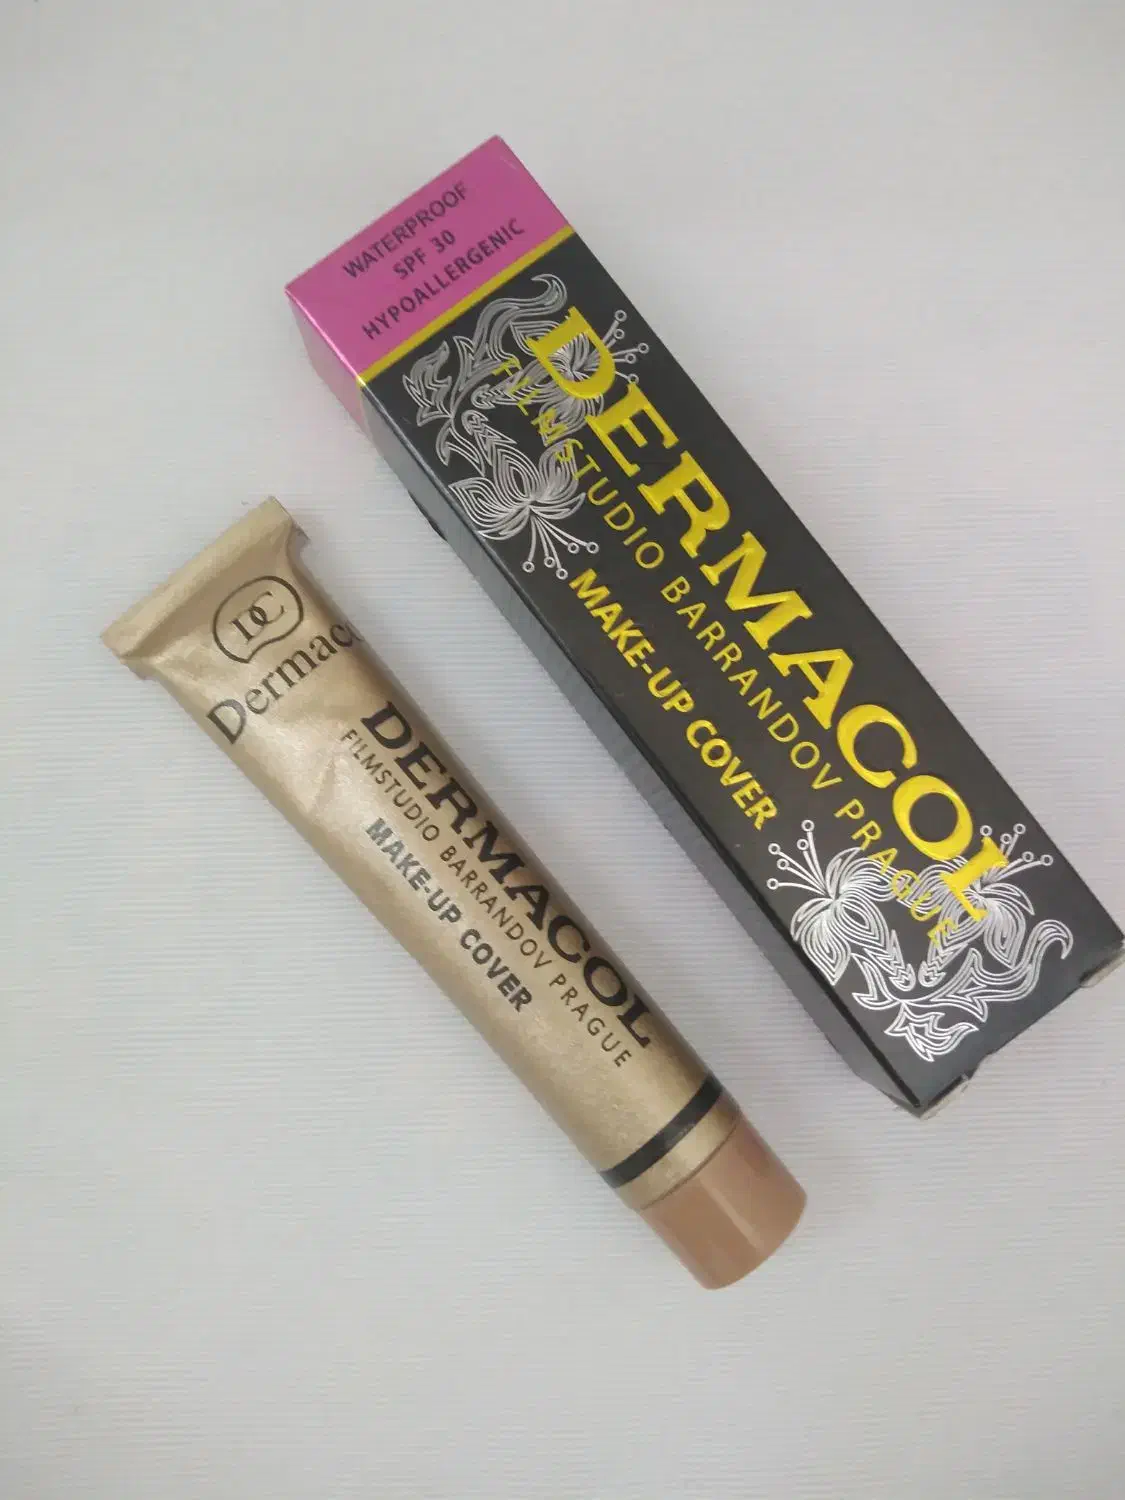 WATERPROOF
SPF 30
HYPOALLERGENIC
DERMACOL
FILMSTUDIO BARRANDOV PRAGUE
MAKE-UP COVER
DC
Dermac
DERMACOL
FILMSTUDIO BARRANDOV PRAGUE
MAKE-UP COVER